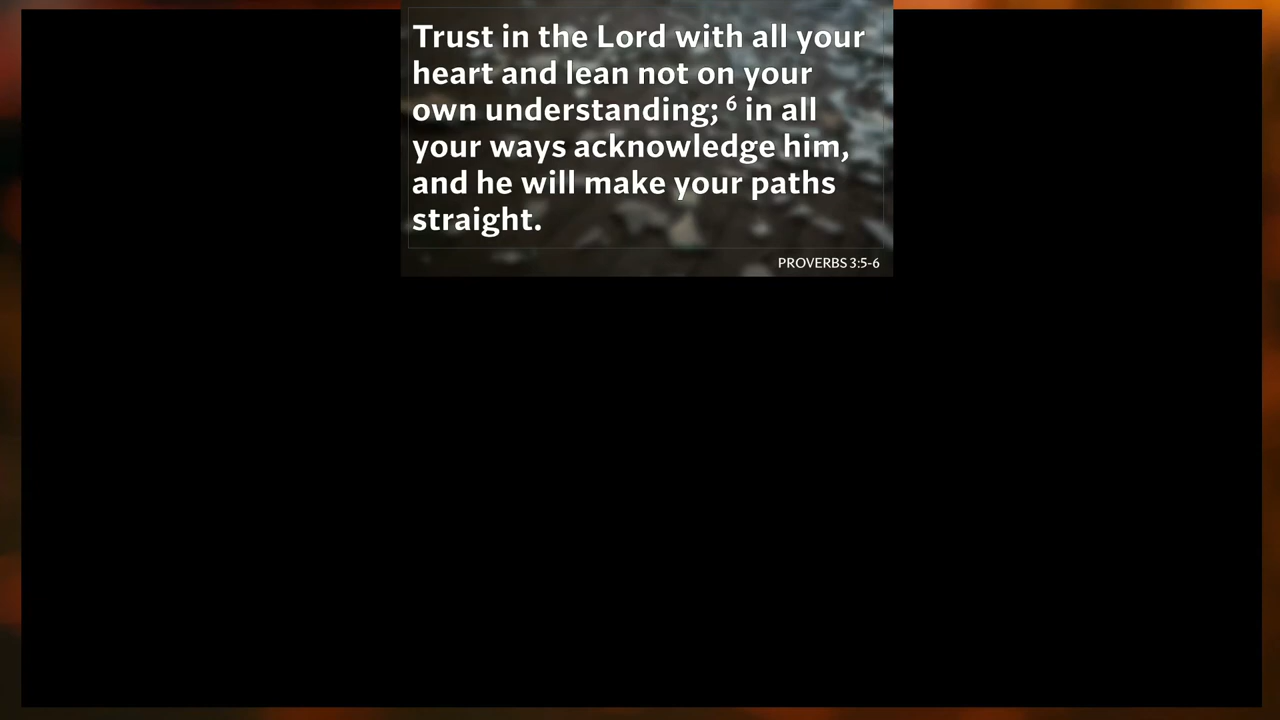 Trust in the Lord with all your
heart and lean not on your
own understanding; ⁶ in all
your ways acknowledge him,
and he will make your paths
straight.
PROVERBS 3:5-6